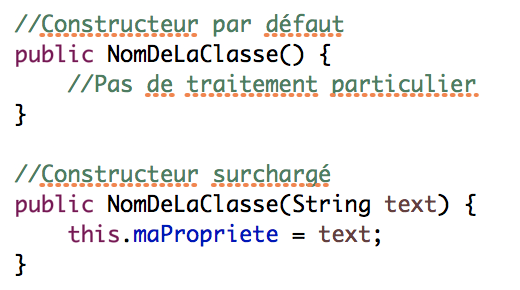 //Constructeur par défaut
public NomDeLaClasse() {
    //Pas de traitement particulier
}

//Constructeur surchargé
public NomDeLaClasse(String text) {
    this.maPropriete = text;
}